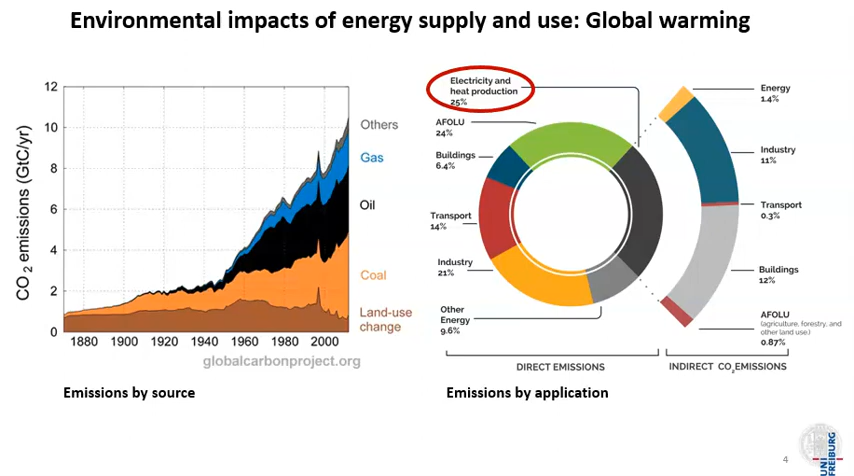 Environmental impacts of energy supply and use: Global warming
12
10
8
6
4
2
0
CO2 emissions (GtC/yr)
1880
1900
1920
1940
1960
1980
2000
Others
Gas
Oil
Coal
Land-use
change
globalcarbonproject.org
Emissions by source
Electricity and
heat production
25%
AFOLU
24%
Buildings
6.4%
Transport
14%
Industry
21%
Other
Energy
9.6%
DIRECT EMISSIONS
Energy
1.4%
Industry
11%
Transport
0.3%
Buildings
12%
AFOLU
(agriculture, forestry, and
other land use.)
0.87%
INDIRECT CO2EMISSIONS
Emissions by application
4
UNI
FREIBURG